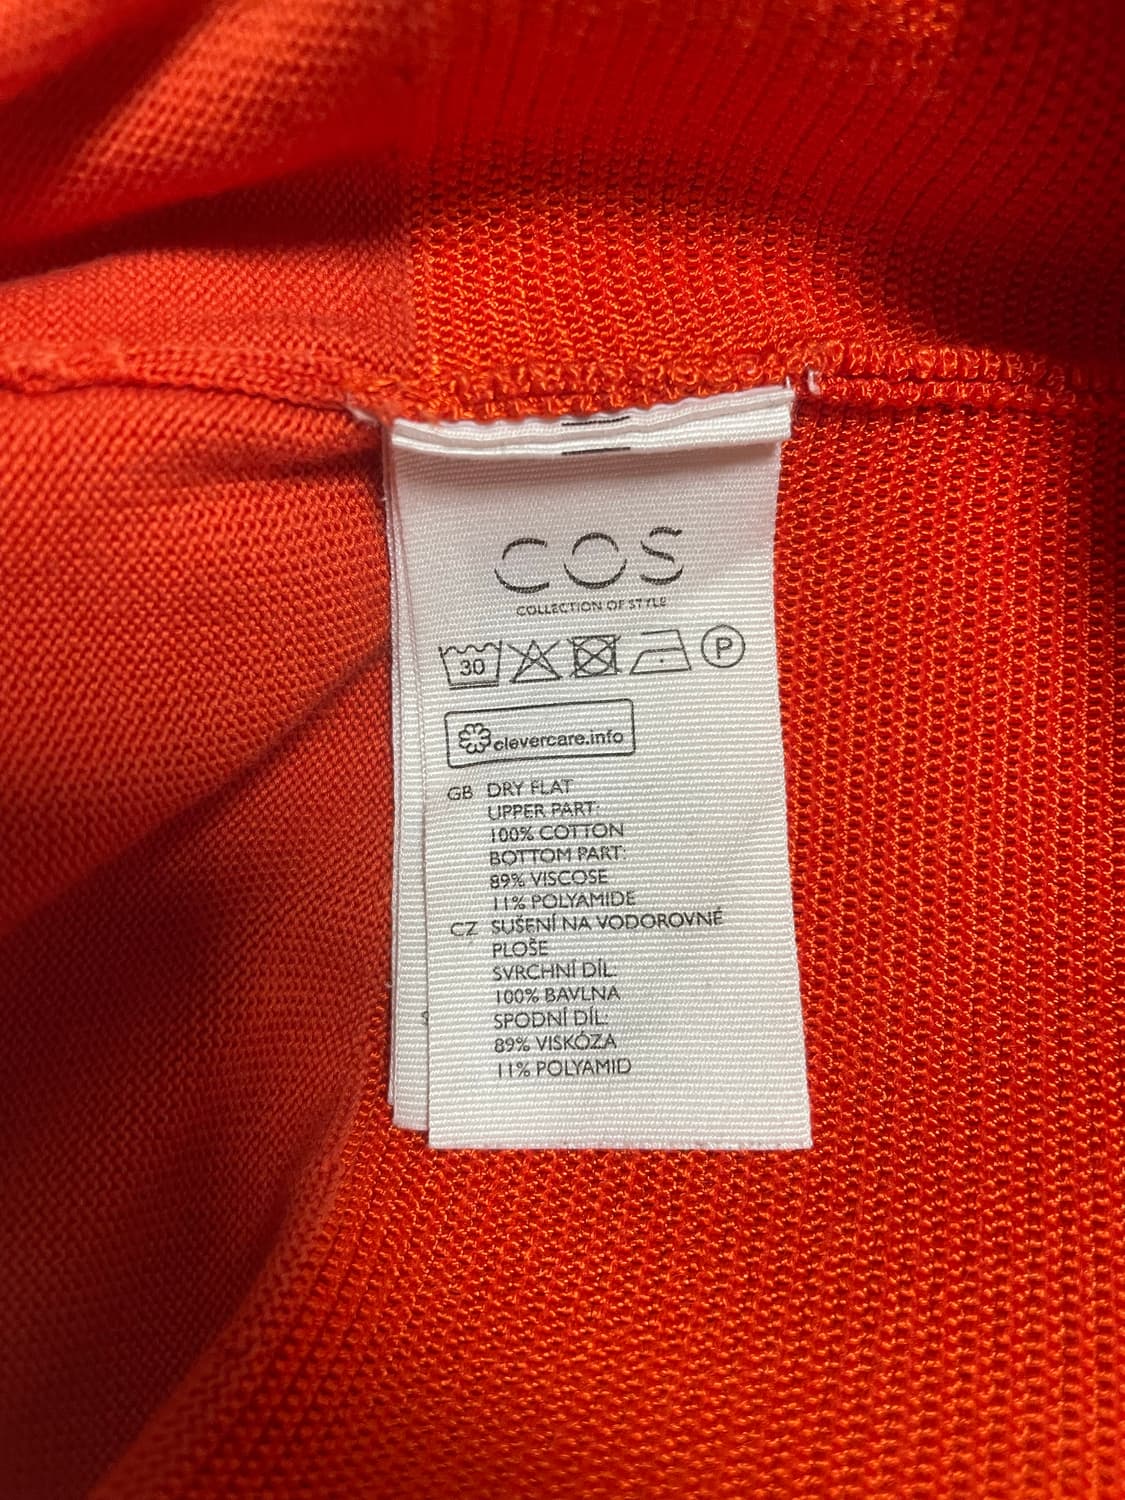 COS
COLLECTION OF STYLE
30 P
clevercare.info
GB DRY FLAT
UPPER PART:
100% COTTON
BOTTOM PART:
89% VISCOSE
11% POLYAMIDE
CZ SUŠENÍ NA VODOROVNÉ
PLOŠE
SVRCHNÍ DÍL:
100% BAVLNA
SPODNÍ DÍL:
89% VISKÓZA
11% POLYAMID